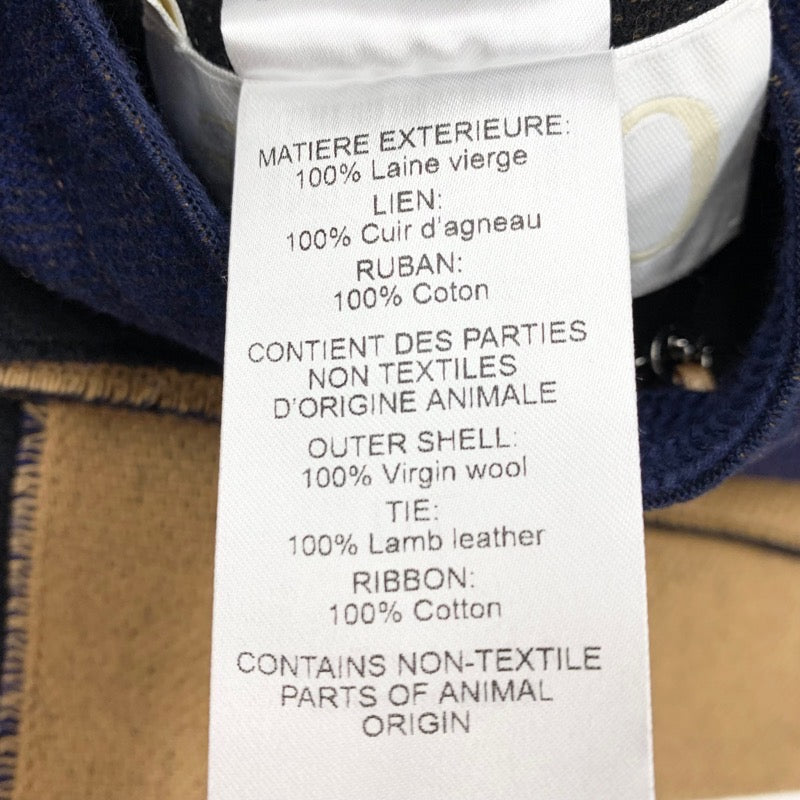 MATIERE EXTERIEURE:
100% Laine vierge
LIEN:
100% Cuir d'agneau
RUBAN:
100% Coton
CONTIENT DES PARTIES
NON TEXTILES
D'ORIGINE ANIMALE
OUTER SHELL:
100% Virgin wool
TIE:
100% Lamb leather
RIBBON:
100% Cotton
CONTAINS NON-TEXTILE
PARTS OF ANIMAL
ORIGIN